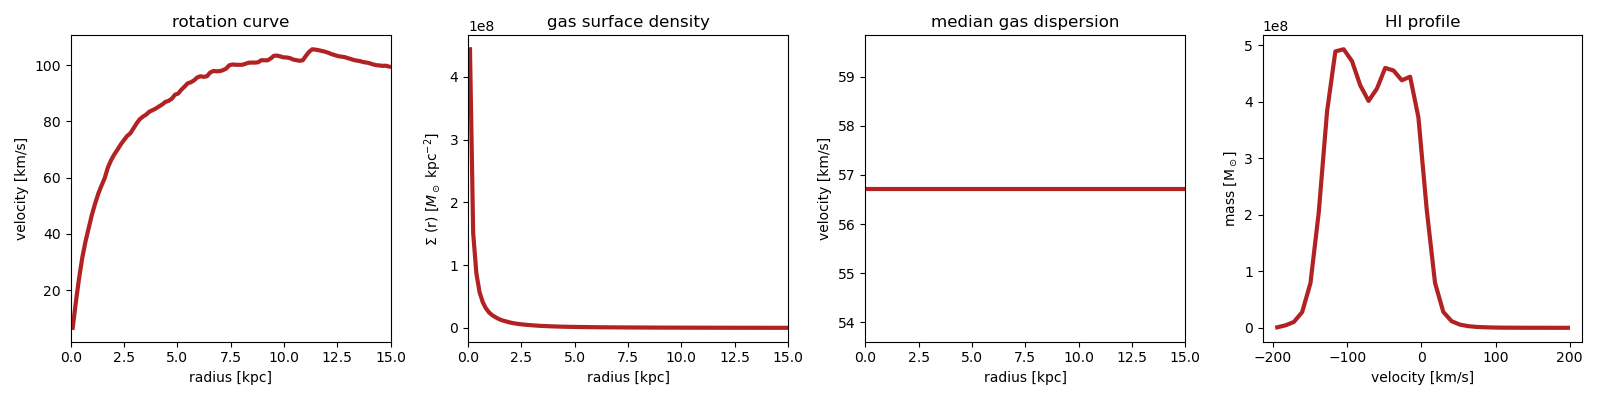 rotation curve
velocity [km/s]
100
80
60
40
20
0.0 2.5 5.0 7.5 10.0 12.5 15.0
radius [kpc]
gas surface density
1e8
Σ (r) [M⊙ kpc−2]
4
3
2
1
0
0.0 2.5 5.0 7.5 10.0 12.5 15.0
radius [kpc]
median gas dispersion
velocity [km/s]
59
58
57
56
55
54
0.0 2.5 5.0 7.5 10.0 12.5 15.0
radius [kpc]
HI profile
1e8
mass [M⊙]
5
4
3
2
1
0
−200 −100 0 100 200
velocity [km/s]